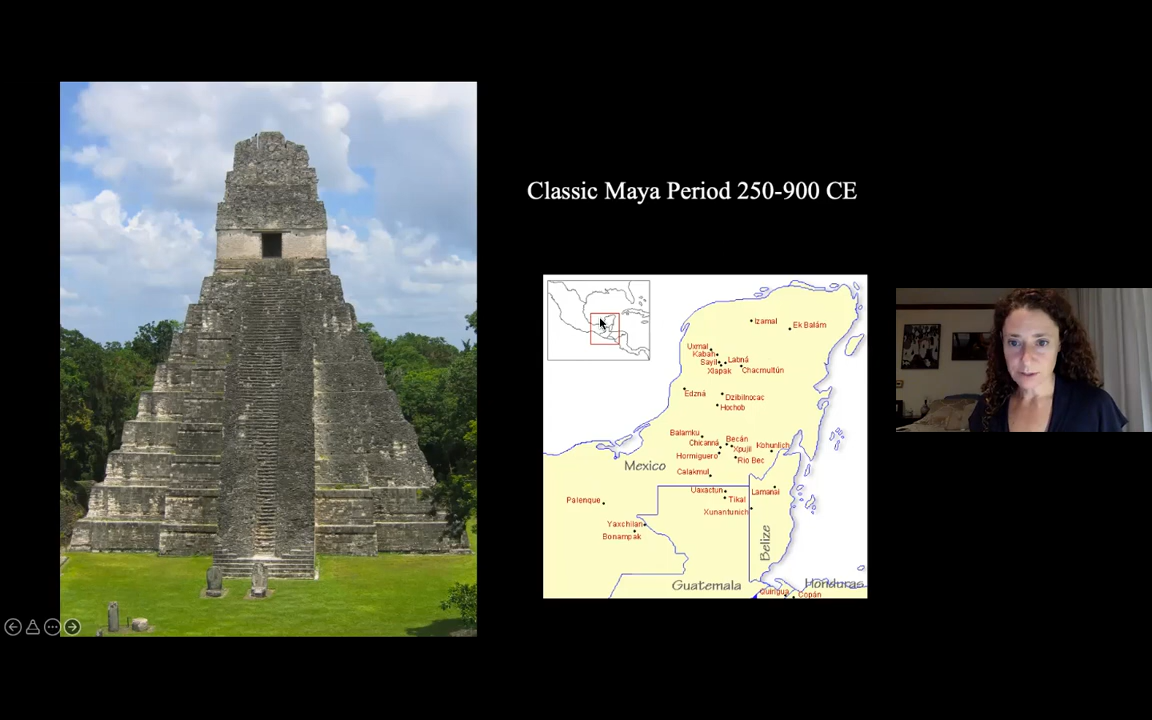 Classic Maya Period 250-900 CE
Izamal
Ek Balám
Uxmal
Kabah
Sayil
Labná
Xlapak
Chacmultún
Edzná
Dzibilnocac
Hochob
Balamku
Becán
Chicanná
Xpujil
Kohunlich
Hormiguero
Rio Bec
Mexico
Calakmul
Uaxactun
Lamanai
Palenque
Tikal
Xunantunich
Yaxchilan
Bonampak
Belize
Guatemala
Honduras
Quirigua
Copán